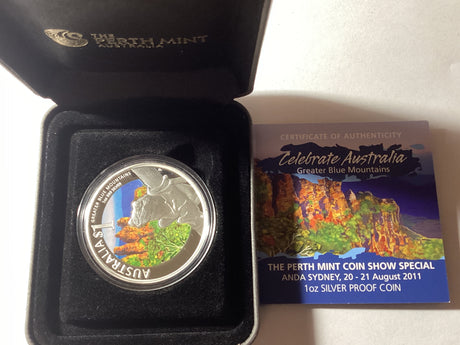 THE
PERTH MINT
AUSTRALIA
GREATER BLUE MOUNTAINS
AUSTRALIA $1
CERTIFICATE OF AUTHENTICITY
Celebrate Australia
Greater Blue Mountains
THE PERTH MINT COIN SHOW SPECIAL
ANDA SYDNEY, 20 - 21 August 2011
1oz SILVER PROOF COIN